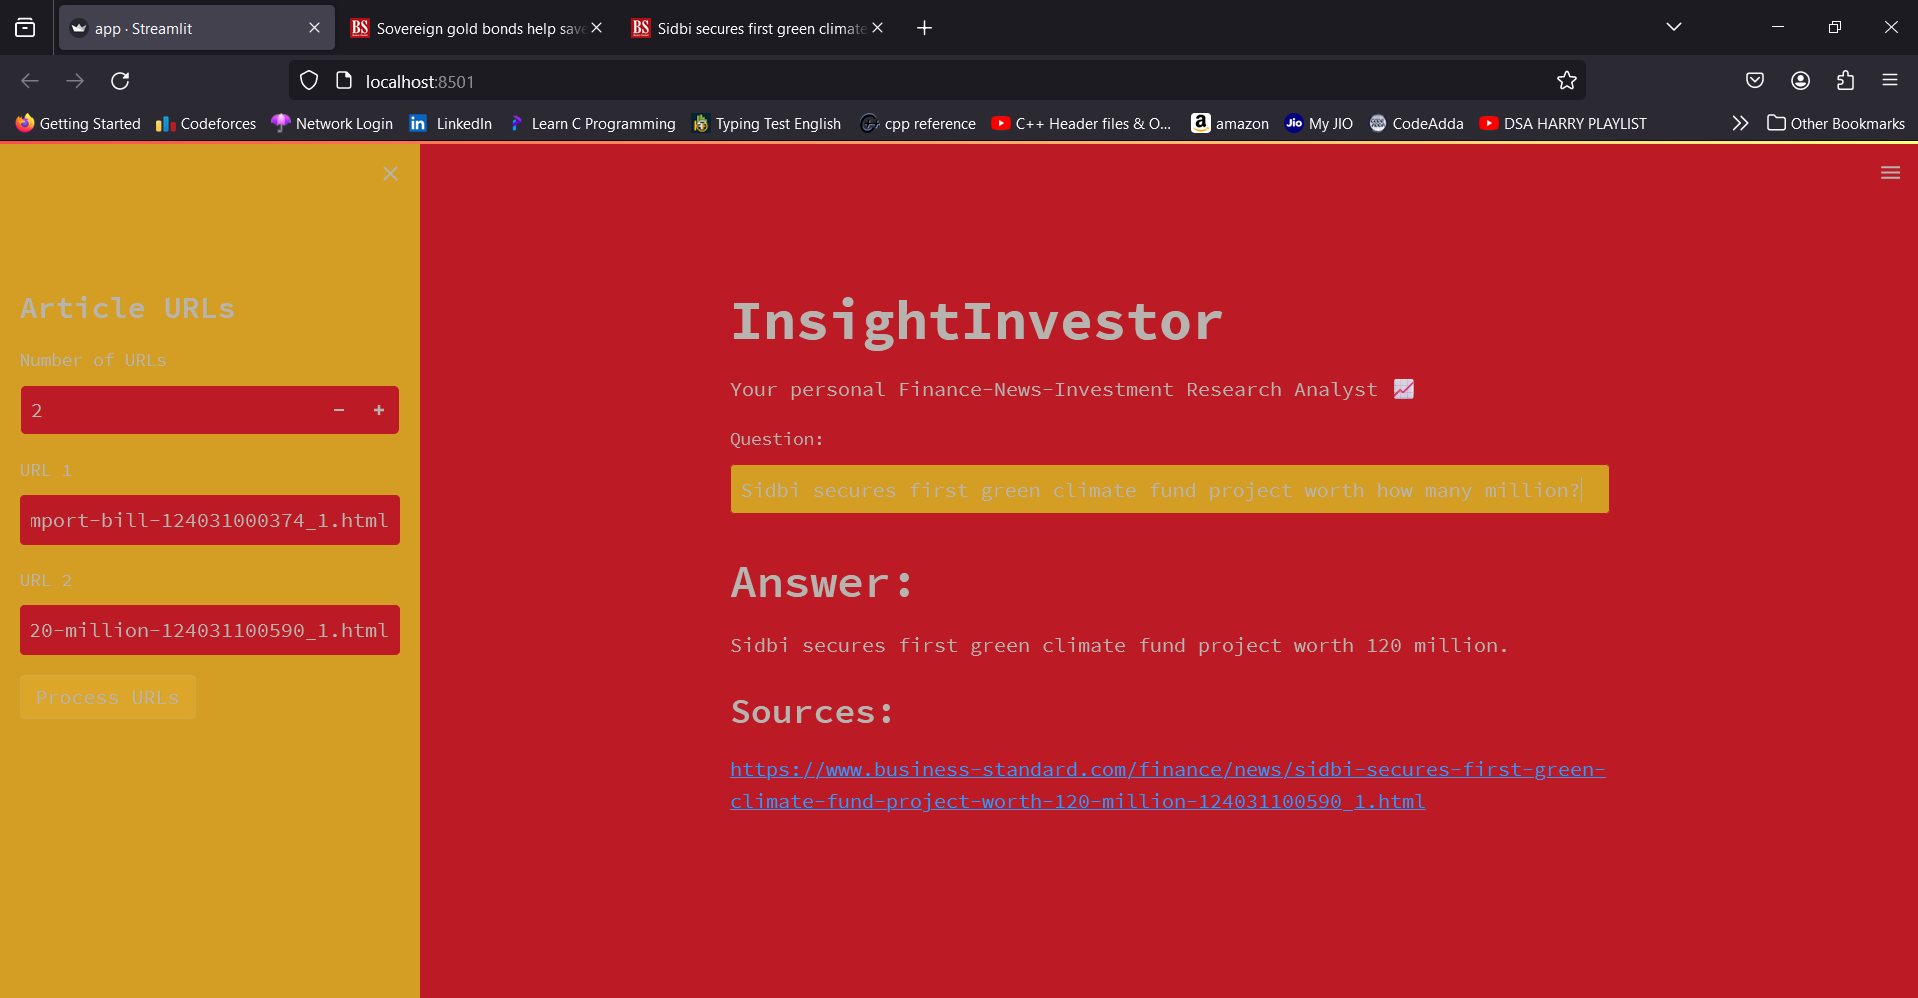 app · Streamlit
BS Sovereign gold bonds help save
BS Sidbi secures first green climate
localhost:8501
Getting Started
Codeforces
Network Login
in LinkedIn
Learn C Programming
Typing Test English
cpp reference
C++ Header files & O...
a amazon
Jio My JIO
CodeAdda
DSA HARRY PLAYLIST
Other Bookmarks
Article URLs
Number of URLs
2
URL 1
mport-bill-124031000374_1.html
URL 2
20-million-124031100590_1.html
Process URLs
InsightInvestor
Your personal Finance-News-Investment Research Analyst
Question:
Sidbi secures first green climate fund project worth how many million?
Answer:
Sidbi secures first green climate fund project worth 120 million.
Sources:
https://www.business-standard.com/finance/news/sidbi-secures-first-green-
climate-fund-project-worth-120-million-124031100590_1.html